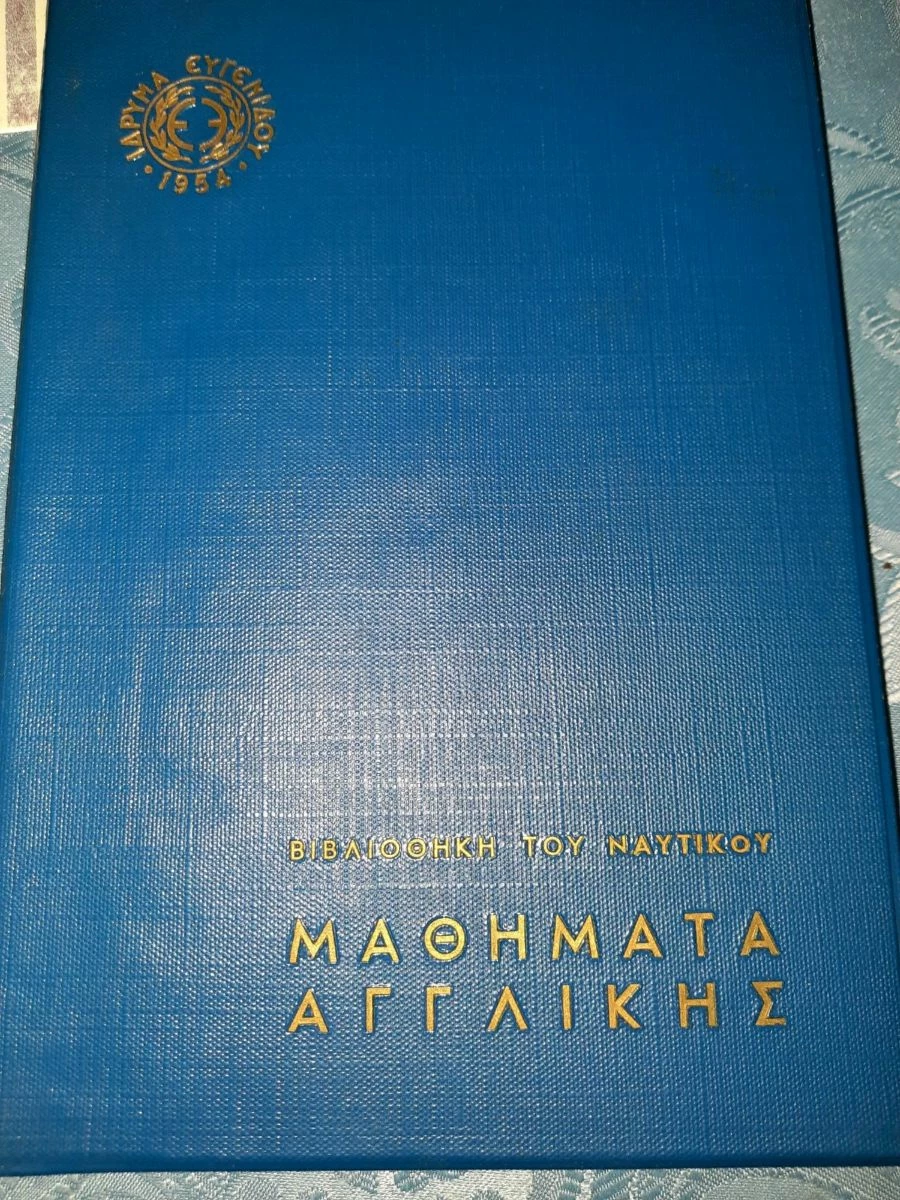 ΙΔΡΥΜΑ ΕΥΓΕΝΙΔΟΥ
1954
ΒΙΒΛΙΟΘΗΚΗ ΤΟΥ ΝΑΥΤΙΚΟΥ
ΜΑΘΗΜΑΤΑ
ΑΓΓΛΙΚΗΣ